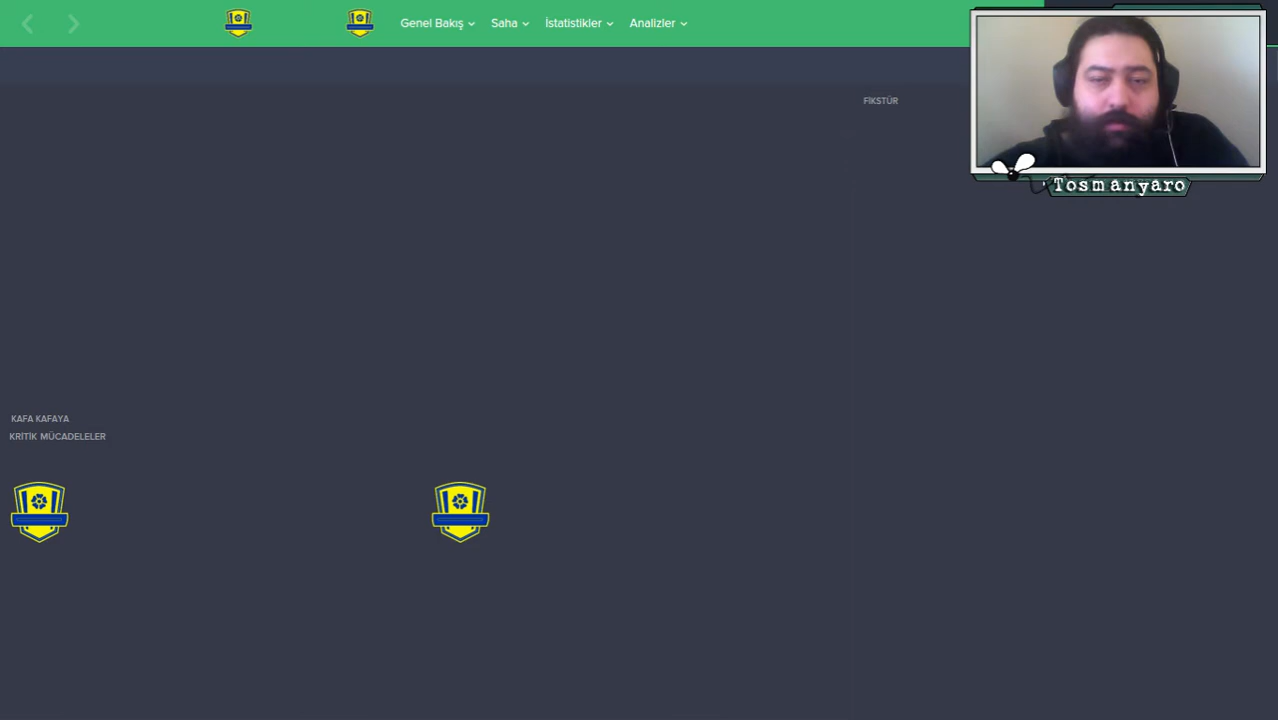 Genel Bakış
Saha
İstatistikler
Analizler
FİKSTÜR
Tosmanyaro
KAFA KAFAYA
KRİTİK MÜCADELELER